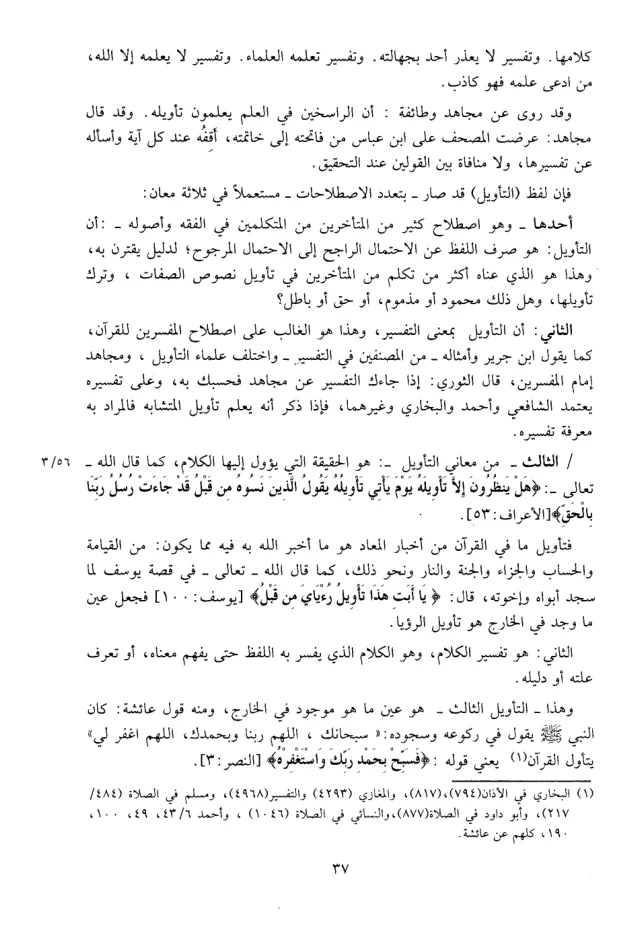 كلامها. وتفسير لا يعذر أحد بجهالته. وتفسير تعلمه العلماء. وتفسير لا يعلمه إلا الله،
من ادعى علمه فهو كاذب.
وقد روى عن مجاهد وطائفة : أن الراسخين في العلم يعلمون تأويله. وقد قال
مجاهد: عرضت المصحف على ابن عباس من فاتحته إلى خاتمته، أَقِفُه عند كل آية وأسأله
عن تفسيرها، ولا منافاة بين القولين عند التحقيق.
فإن لفظ (التأويل) قد صار ـ بتعدد الاصطلاحات ـ مستعملاً في ثلاثة معان:
أحدها ـ وهو اصطلاح كثير من المتأخرين من المتكلمين في الفقه وأصوله ـ :أن
التأويل: هو صرف اللفظ عن الاحتمال الراجح إلى الاحتمال المرجوح؛ لدليل يقترن به،
وهذا هو الذي عناه أكثر من تكلم من المتأخرين في تأويل نصوص الصفات ، وترك
تأويلها، وهل ذلك محمود أو مذموم، أو حق أو باطل؟
الثاني: أن التأويل بمعنى التفسير، وهذا هو الغالب على اصطلاح المفسرين للقرآن،
كما يقول ابن جرير وأمثاله ـ من المصنفين في التفسير ـ واختلف علماء التأويل ، ومجاهد
إمام المفسرين، قال الثوري: إذا جاءك التفسير عن مجاهد فحسبك به، وعلى تفسيره
يعتمد الشافعي وأحمد والبخاري وغيرهما، فإذا ذكر أنه يعلم تأويل المتشابه فالمراد به
معرفة تفسيره.
/ الثالث ـ من معاني التأويل ـ: هو الحقيقة التي يؤول إليها الكلام، كما قال الله ـ ٣/٥٦
تعالى ـ:﴿هَلْ يَنظُرُونَ إِلاَّ تَأْوِيلَهُ يَوْمَ يَأْتِي تَأْوِيلُهُ يَقُولُ الَّذِينَ نَسُوهُ مِن قَبْلُ قَدْ جَاءَتْ رُسُلُ رَبِّنَا
بِالْحَقِّ﴾[الأعراف:٥٣].
فتأويل ما في القرآن من أخبار المعاد هو ما أخبر الله به فيه مما يكون: من القيامة
والحساب والجزاء والجنة والنار ونحو ذلك، كما قال الله ـ تعالى ـ في قصة يوسف لما
سجد أبواه وإخوته، قال: ﴿ يَا أَبَتِ هَذَا تَأْوِيلُ رُءْيَايَ مِن قَبْلُ﴾ [يوسف:١٠٠] فجعل عين
ما وجد في الخارج هو تأويل الرؤيا.
الثاني: هو تفسير الكلام، وهو الكلام الذي يفسر به اللفظ حتى يفهم معناه، أو تعرف
علته أو دليله.
وهذا ـ التأويل الثالث ـ هو عين ما هو موجود في الخارج، ومنه قول عائشة: كان
النبي ﷺ يقول في ركوعه وسجوده:« سبحانك ، اللهم ربنا وبحمدك، اللهم اغفر لي»
يتأول القرآن(١) يعني قوله :﴿فَسَبِّحْ بِحَمْدِ رَبِّكَ وَاسْتَغْفِرْهُ﴾ [النصر:٣].
(١) البخاري في الأذان(٧٩٤)،(٨١٧)، والمغازي (٤٢٩٣) والتفسير(٤٩٦٨)، ومسلم في الصلاة (٤٨٤/
٢١٧)، وأبو داود في الصلاة(٨٧٧)،والنسائي في الصلاة (١٠٤٦) ، وأحمد ٤٣/٦، ٤٩، ١٠٠،
١٩٠، كلهم عن عائشة.
٣٧